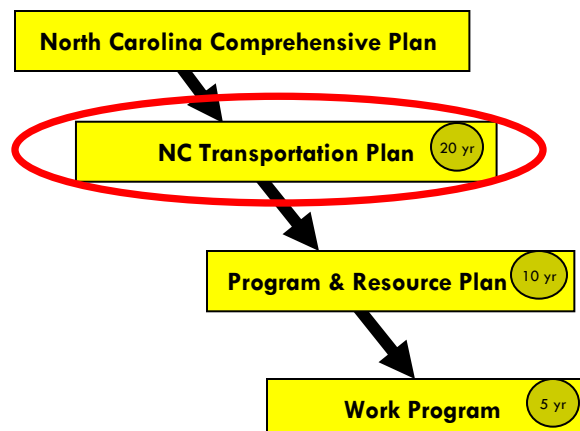 North Carolina Comprehensive Plan
NC Transportation Plan 20 yr
Program & Resource Plan 10 yr
Work Program 5 yr